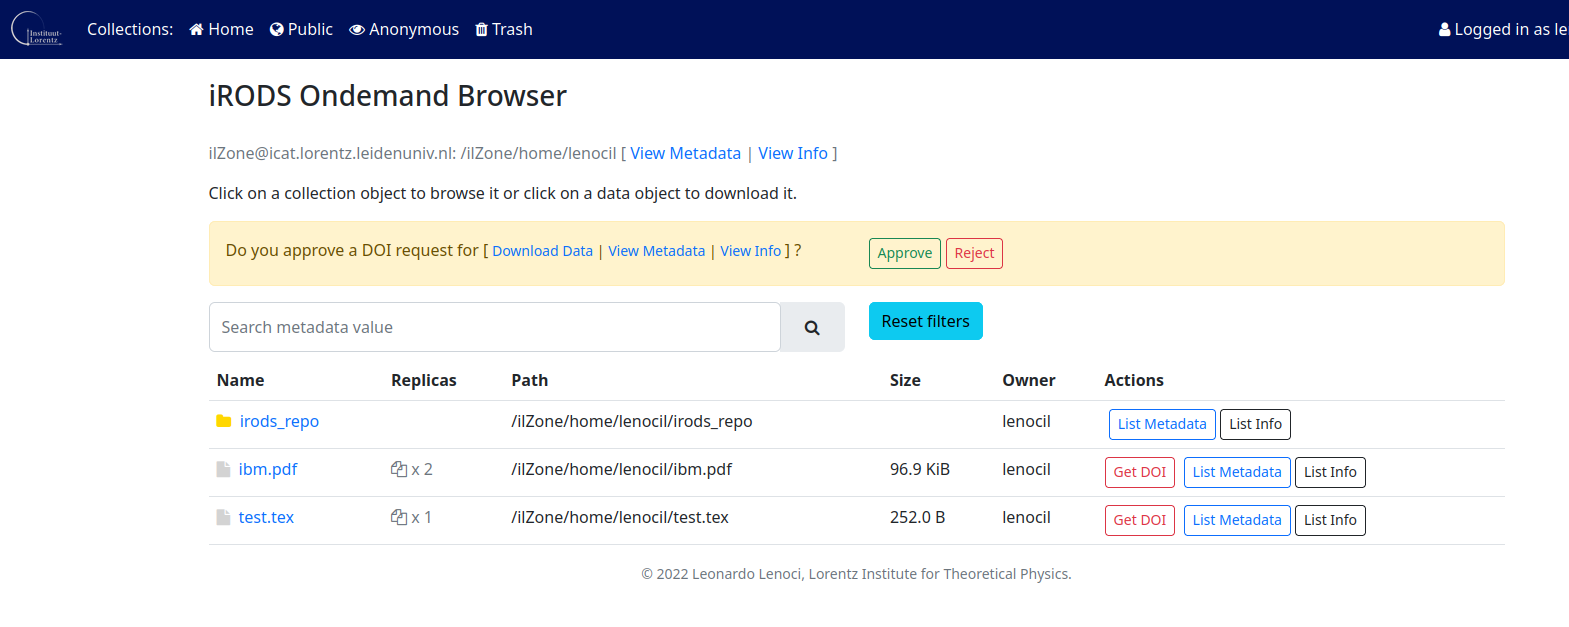 Instituut-
Lorentz
Collections: Home Public Anonymous Trash
Logged in as le
iRODS Ondemand Browser
ilZone@icat.lorentz.leidenuniv.nl: /ilZone/home/lenocil [ View Metadata | View Info ]
Click on a collection object to browse it or click on a data object to download it.
Do you approve a DOI request for [ Download Data | View Metadata | View Info ] ? Approve Reject
Search metadata value Reset filters
Name Replicas Path Size Owner Actions
irods_repo /ilZone/home/lenocil/irods_repo lenocil List Metadata List Info
ibm.pdf x 2 /ilZone/home/lenocil/ibm.pdf 96.9 KiB lenocil Get DOI List Metadata List Info
test.tex x 1 /ilZone/home/lenocil/test.tex 252.0 B lenocil Get DOI List Metadata List Info
© 2022 Leonardo Lenoci, Lorentz Institute for Theoretical Physics.